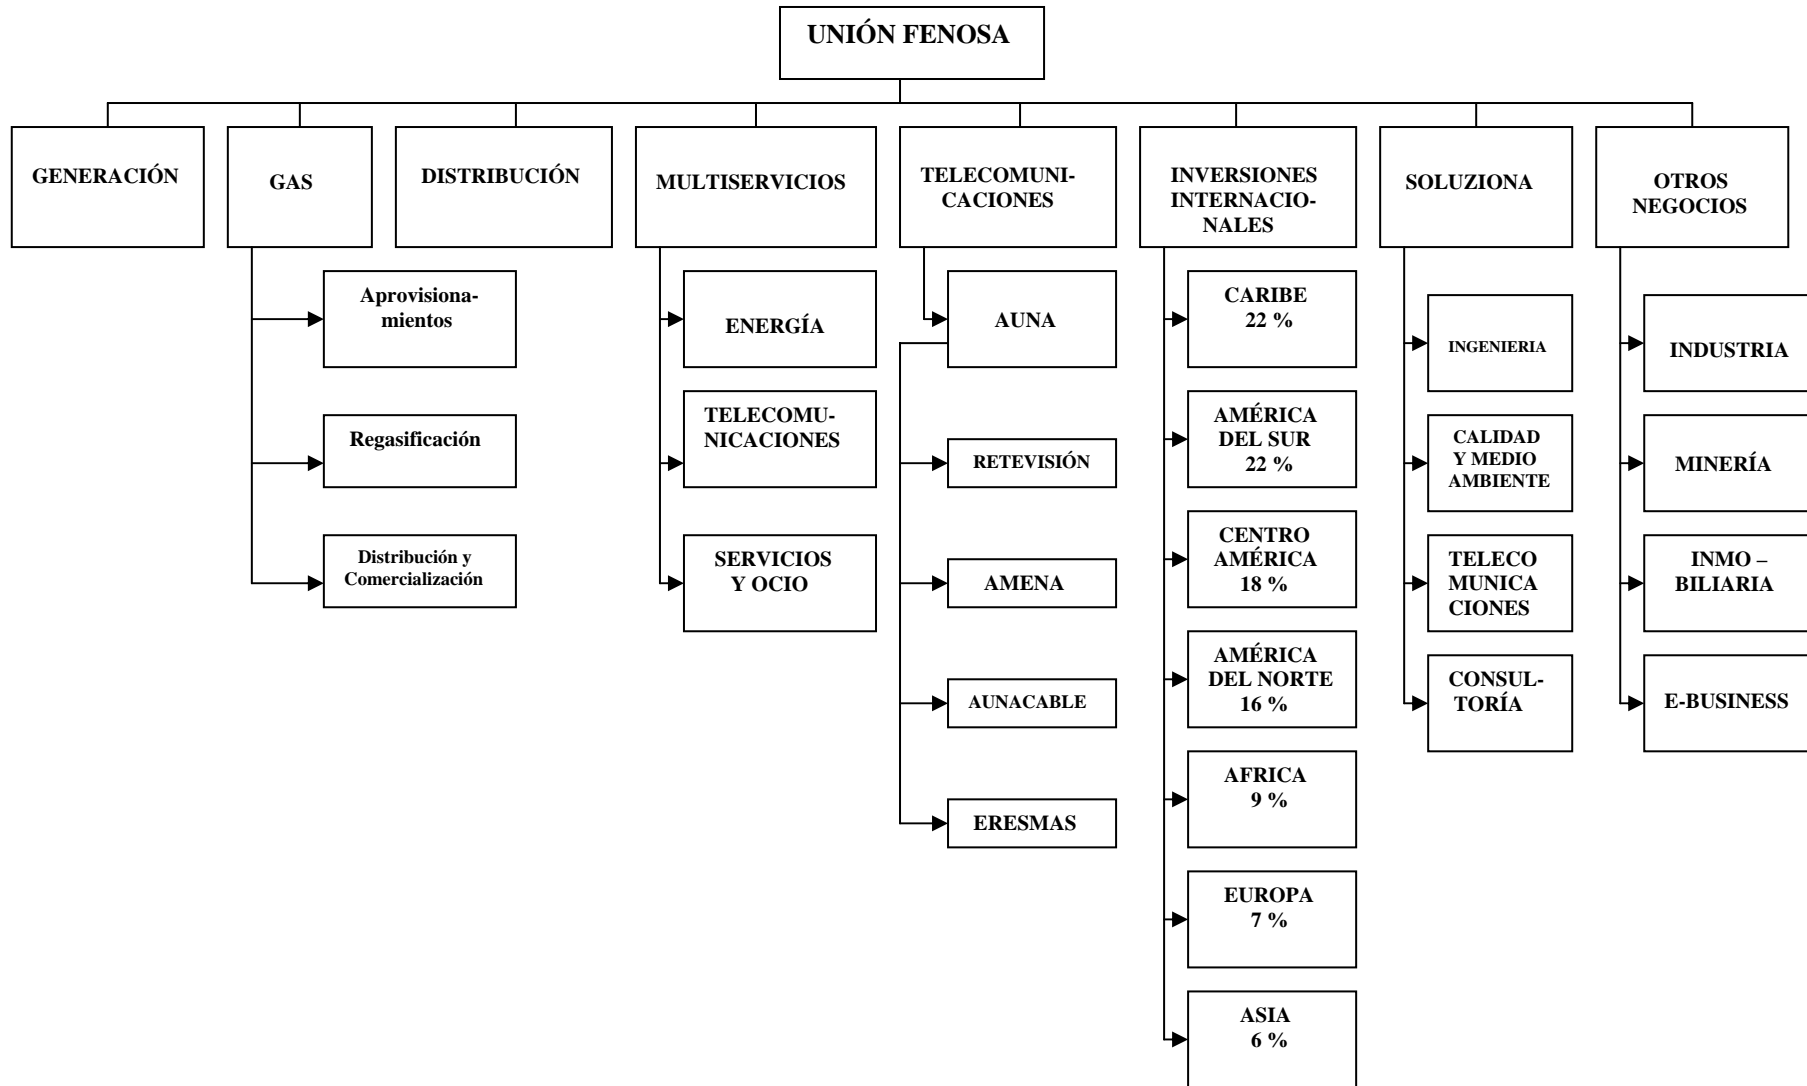 UNIÓN FENOSA
GENERACIÓN
GAS
DISTRIBUCIÓN
MULTISERVICIOS
TELECOMUNI-
CACIONES
INVERSIONES
INTERNACIO-
NALES
SOLUZIONA
OTROS
NEGOCIOS
Aprovisiona-
mientos
Regasificación
Distribución y
Comercialización
ENERGÍA
TELECOMU-
NICACIONES
SERVICIOS
Y OCIO
AUNA
RETEVISIÓN
AMENA
AUNACABLE
ERESMAS
CARIBE
22 %
AMÉRICA
DEL SUR
22 %
CENTRO
AMÉRICA
18 %
AMÉRICA
DEL NORTE
16 %
AFRICA
9 %
EUROPA
7 %
ASIA
6 %
INGENIERIA
CALIDAD
Y MEDIO
AMBIENTE
TELECO
MUNICA
CIONES
CONSUL-
TORÍA
INDUSTRIA
MINERÍA
INMO –
BILIARIA
E-BUSINESS